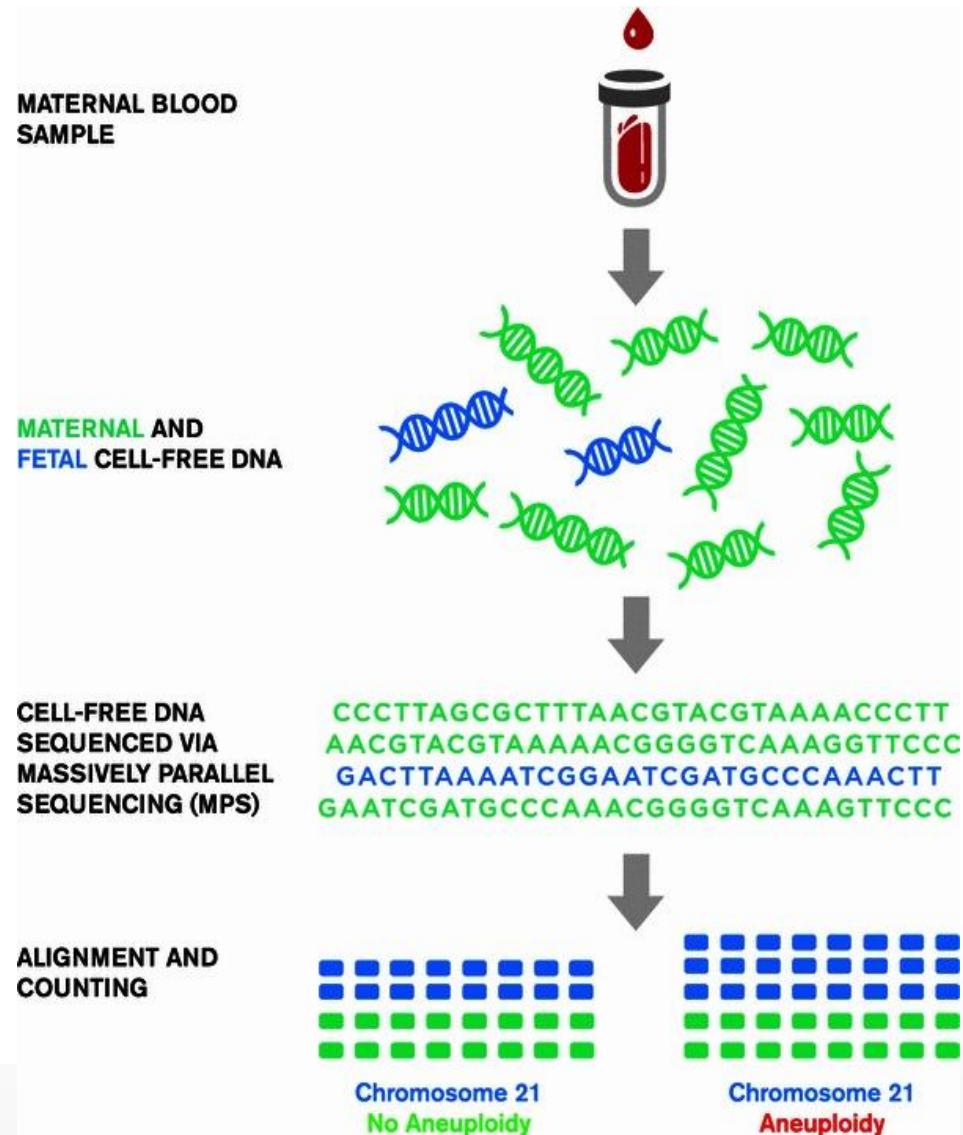 MATERNAL BLOOD
SAMPLE
MATERNAL AND
FETAL CELL-FREE DNA
CELL-FREE DNA
SEQUENCED VIA
MASSIVELY PARALLEL
SEQUENCING (MPS)
CCCTTAGCGCTTTAACGTACGTAAAACCCTT
AACGTACGTAAAAACGGGGTCAAAGGTTCCC
GACTTAAAATCGGAATCGATGCCCAAACTT
GAATCGATGCCCAAACGGGGTCAAAGTTCCC
ALIGNMENT AND
COUNTING
Chromosome 21
No Aneuploidy
Chromosome 21
Aneuploidy